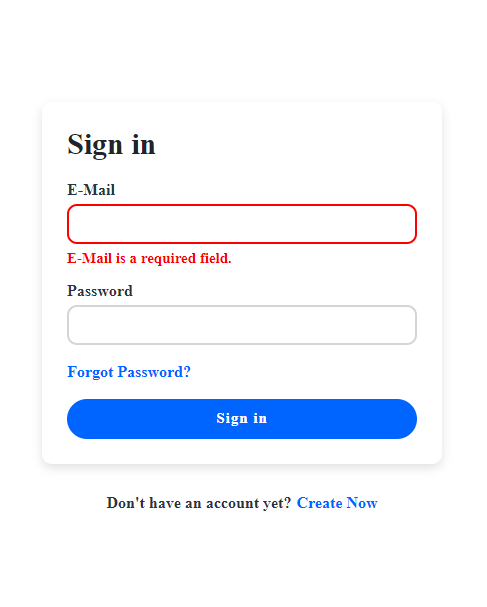 Sign in
E-Mail
E-Mail is a required field.
Password
Forgot Password?
Sign in
Don't have an account yet? Create Now